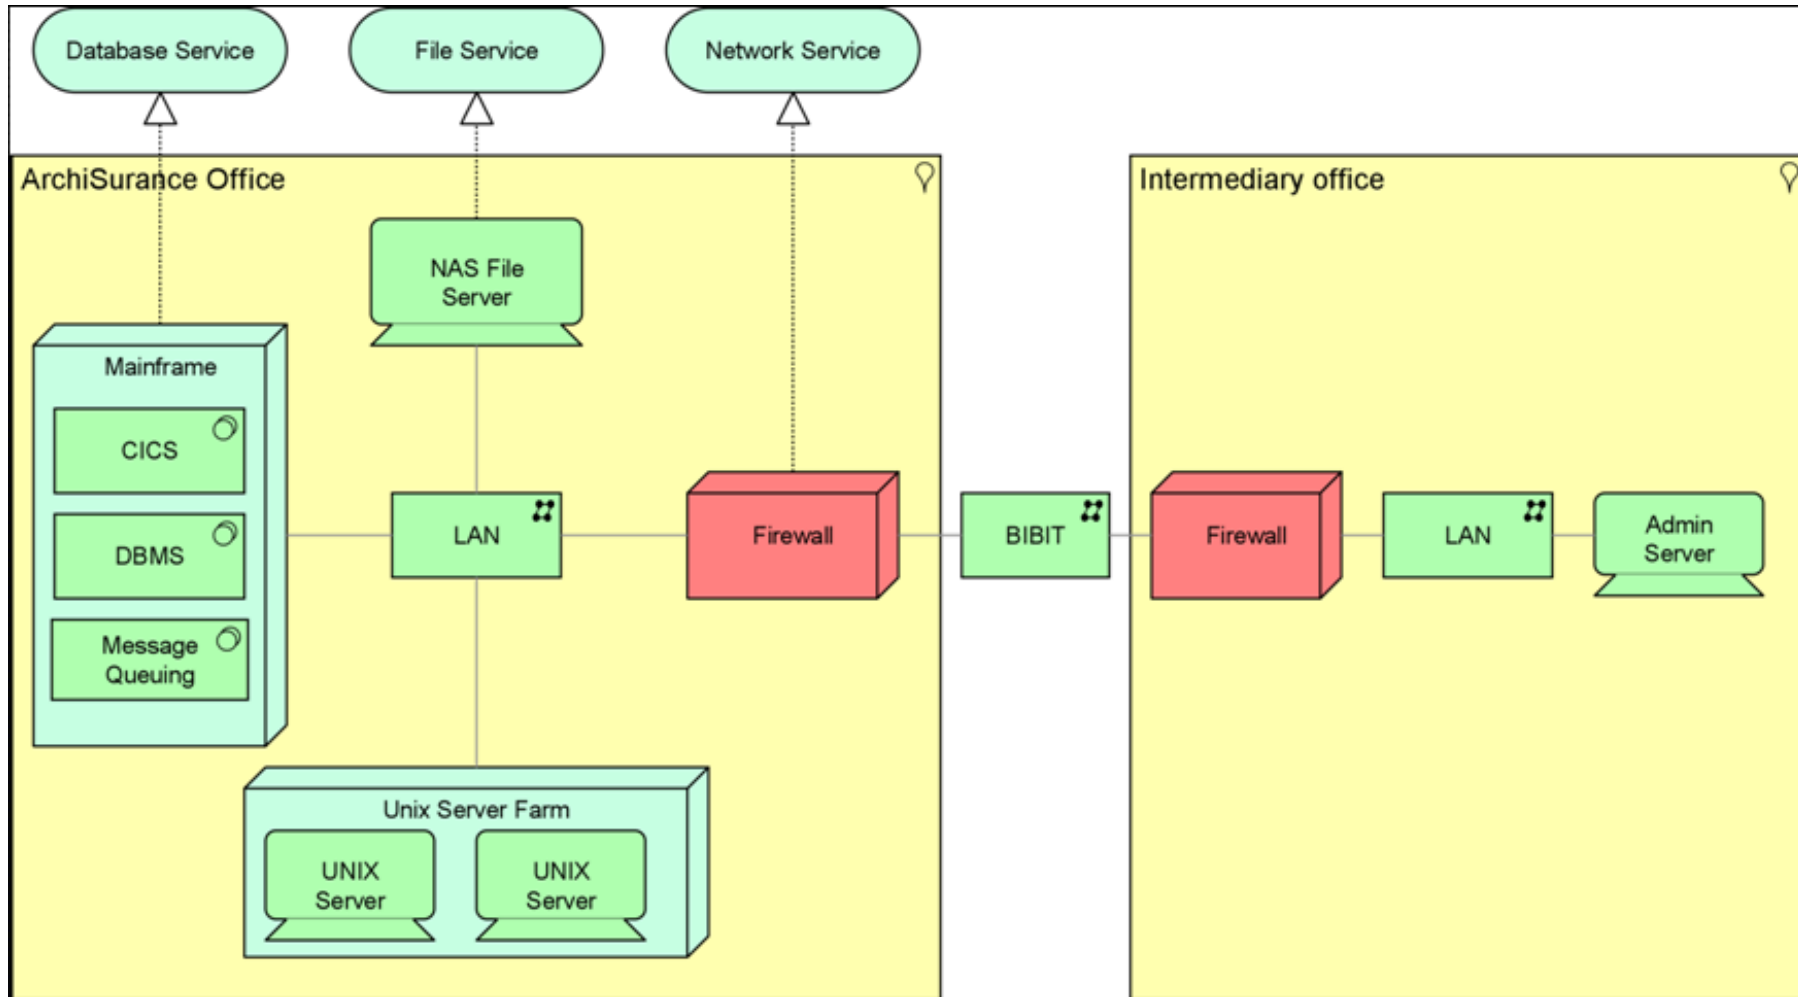 Database Service
File Service
Network Service
ArchiSurance Office
Intermediary office
NAS File
Server
Mainframe
CICS
DBMS
Message
Queuing
LAN
Firewall
BIBIT
Firewall
LAN
Admin
Server
Unix Server Farm
UNIX
Server
UNIX
Server